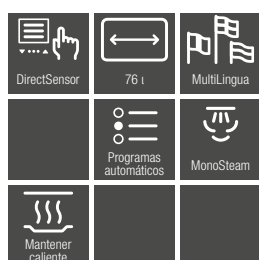 DirectSensor
76 l
MultiLingua
Programas
automáticos
MonoSteam
Mantener
caliente